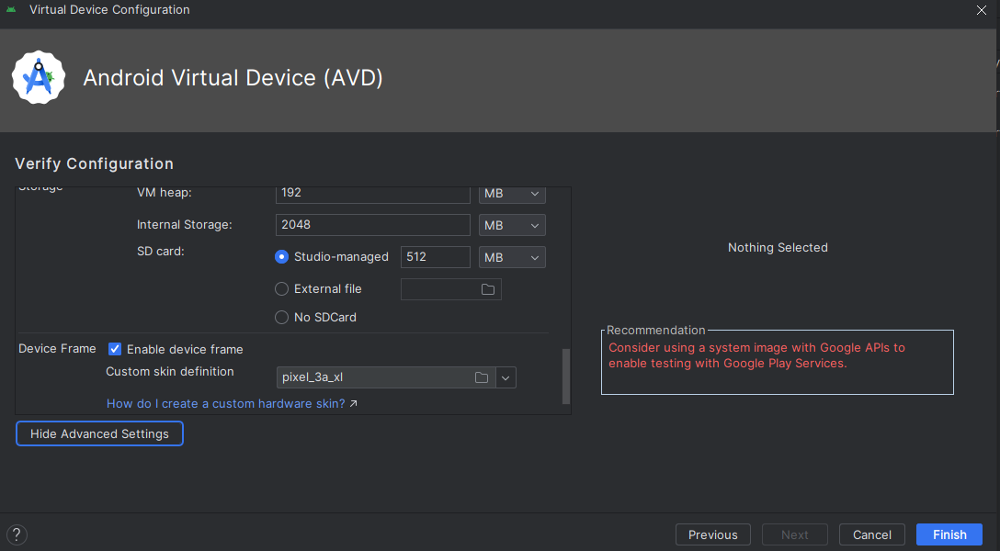 Virtual Device Configuration
Android Virtual Device (AVD)
Verify Configuration
Storage
VM heap: 192 MB
Internal Storage: 2048 MB
SD card:
Studio-managed 512 MB
External file
No SDCard
Device Frame Enable device frame
Custom skin definition pixel_3a_xl
How do I create a custom hardware skin? ↗
Hide Advanced Settings
Nothing Selected
Recommendation
Consider using a system image with Google APIs to
enable testing with Google Play Services.
? Previous Next Cancel Finish